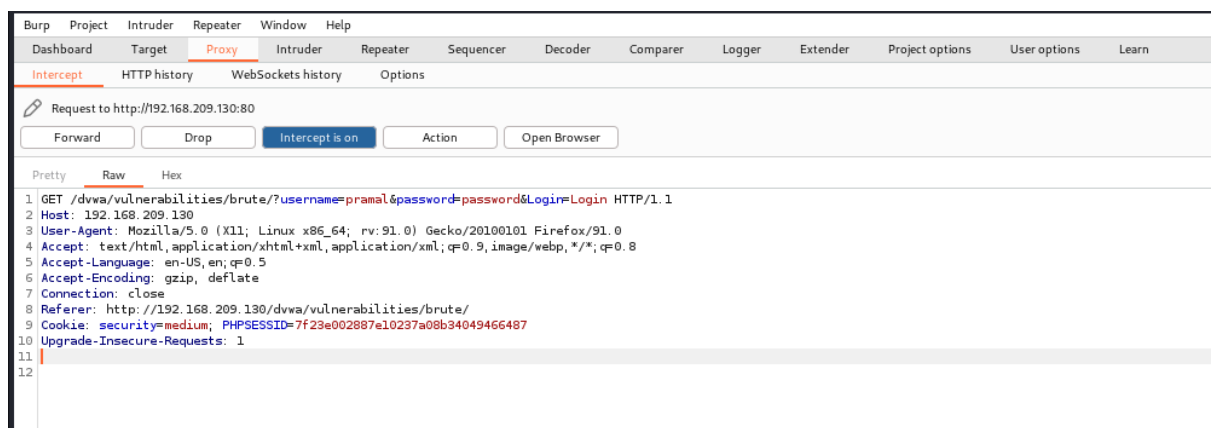 Burp Project Intruder Repeater Window Help
Dashboard Target Proxy Intruder Repeater Sequencer Decoder Comparer Logger Extender Project options User options Learn
Intercept HTTP history WebSockets history Options
Request to http://192.168.209.130:80
Forward Drop Intercept is on Action Open Browser
Pretty Raw Hex
1 GET /dvwa/vulnerabilities/brute/?username=pramal&password=password&Login=Login HTTP/1.1
2 Host: 192.168.209.130
3 User-Agent: Mozilla/5.0 (X11; Linux x86_64; rv:91.0) Gecko/20100101 Firefox/91.0
4 Accept: text/html,application/xhtml+xml,application/xml;q=0.9,image/webp,*/*;q=0.8
5 Accept-Language: en-US,en;q=0.5
6 Accept-Encoding: gzip, deflate
7 Connection: close
8 Referer: http://192.168.209.130/dvwa/vulnerabilities/brute/
9 Cookie: security=medium; PHPSESSID=7f23e002887e10237a08b34049466487
10 Upgrade-Insecure-Requests: 1
11
12